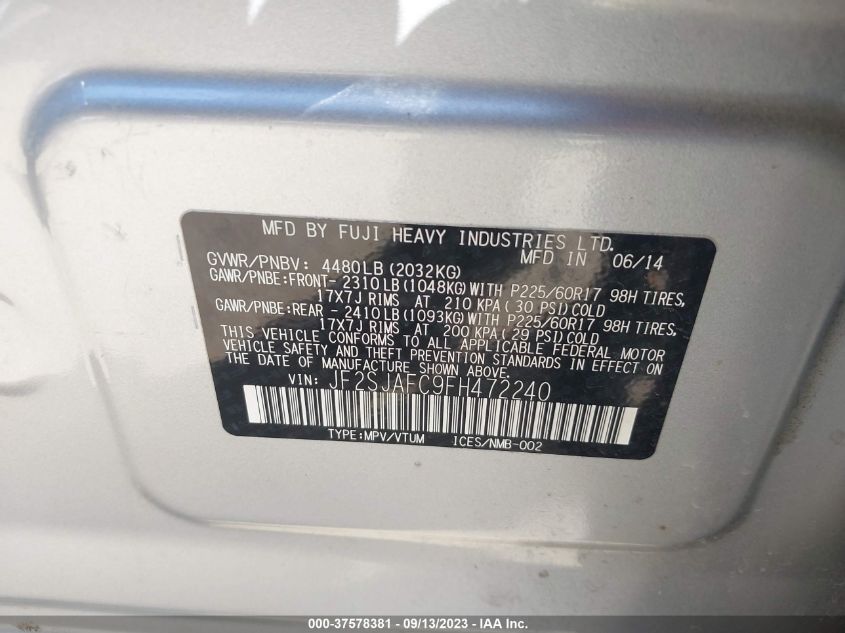 MFD BY FUJI HEAVY INDUSTRIES LTD.
MFD IN 06/14
GVWR/PNBV: 4480LB (2032KG)
GAWR/PNBE:FRONT- 2310LB (1048KG) WITH P225/60R17 98H TIRES,
17X7J RIMS AT 210 KPA ( 30 PSI) COLD
GAWR/PNBE:REAR - 2410LB (1093KG) WITH P225/60R17 98H TIRES,
17X7J RIMS AT 200 KPA ( 29 PSI) COLD
THIS VEHICLE CONFORMS TO ALL APPLICABLE FEDERAL MOTOR
VEHICLE SAFETY AND THEFT PREVENTION STANDARDS IN EFFECT ON
THE DATE OF MANUFACTURE SHOWN ABOVE.
VIN: JF2SJAFC9FH472240
TYPE:MPV/VTUM ICES/NMB-002
000-37578381 - 09/13/2023 - IAA Inc.